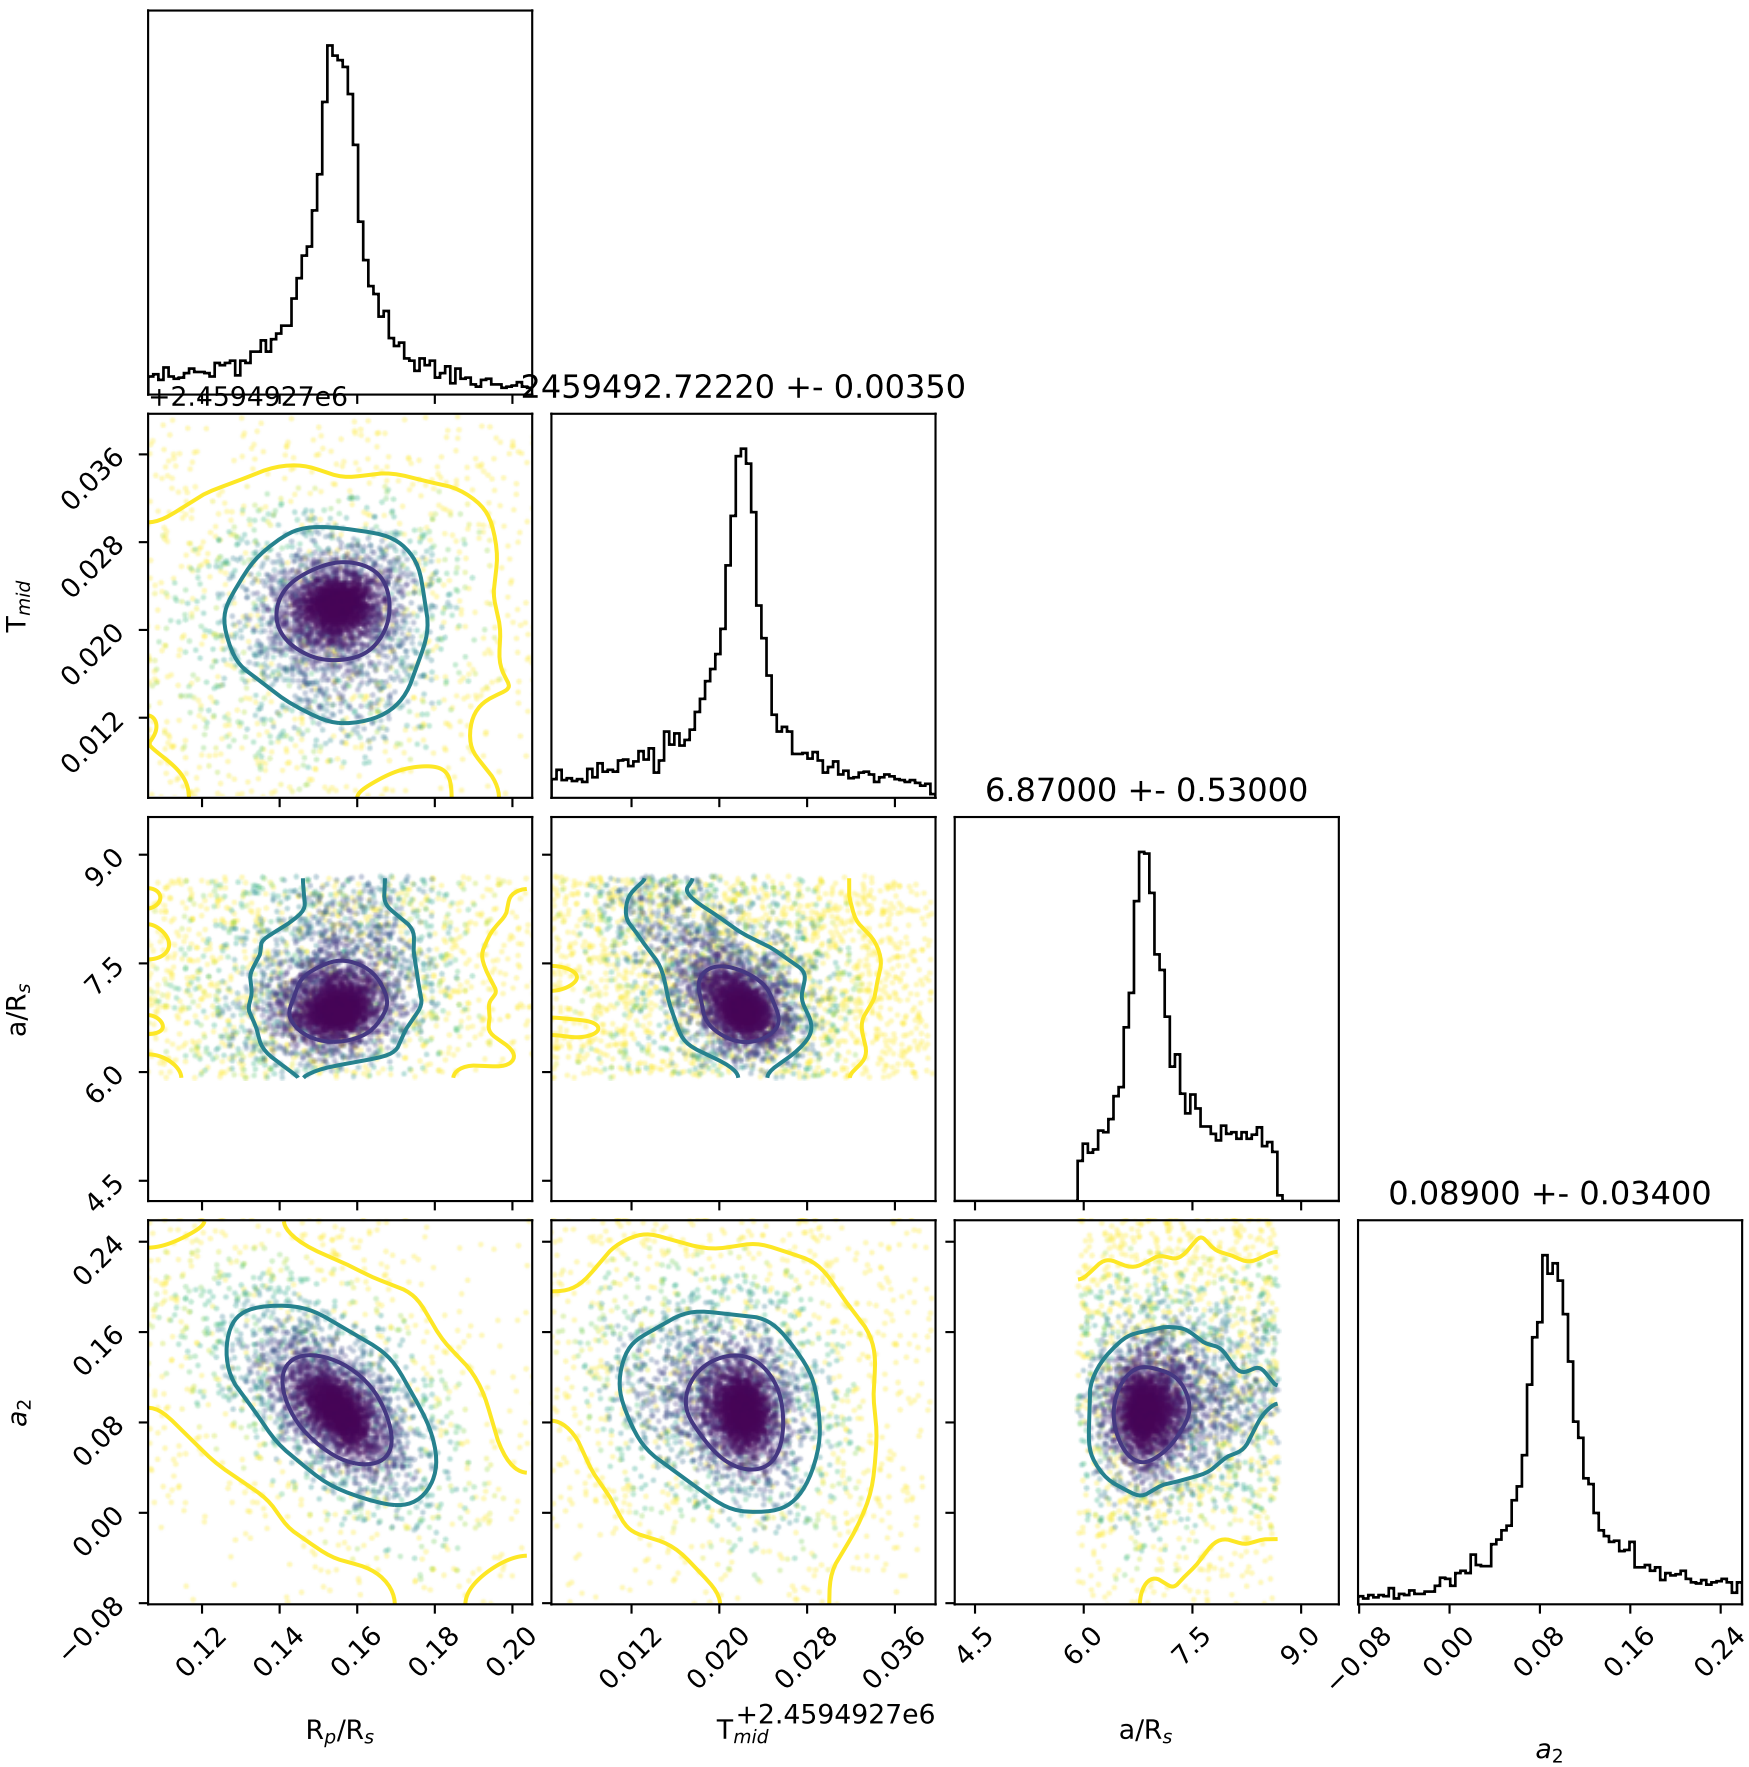 +2.4594927e6
2459492.72220 +- 0.00350
0.036
0.028
0.020
0.012
T_mid
6.87000 +- 0.53000
9.0
7.5
6.0
4.5
a/R_s
0.08900 +- 0.03400
0.24
0.16
0.08
0.00
−0.08
a_2
0.12 0.14 0.16 0.18 0.20
0.012 0.020 0.028 0.036
4.5 6.0 7.5 9.0
−0.08 0.00 0.08 0.16 0.24
+2.4594927e6
R_p/R_s
T_mid
a/R_s
a_2